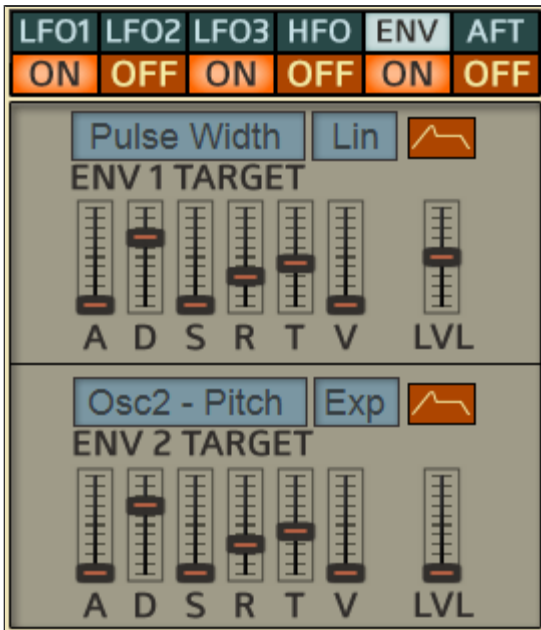 LFO1 LFO2 LFO3 HFO ENV AFT
ON OFF ON OFF ON OFF
Pulse Width Lin
ENV 1 TARGET
A D S R T V LVL
Osc2 - Pitch Exp
ENV 2 TARGET
A D S R T V LVL